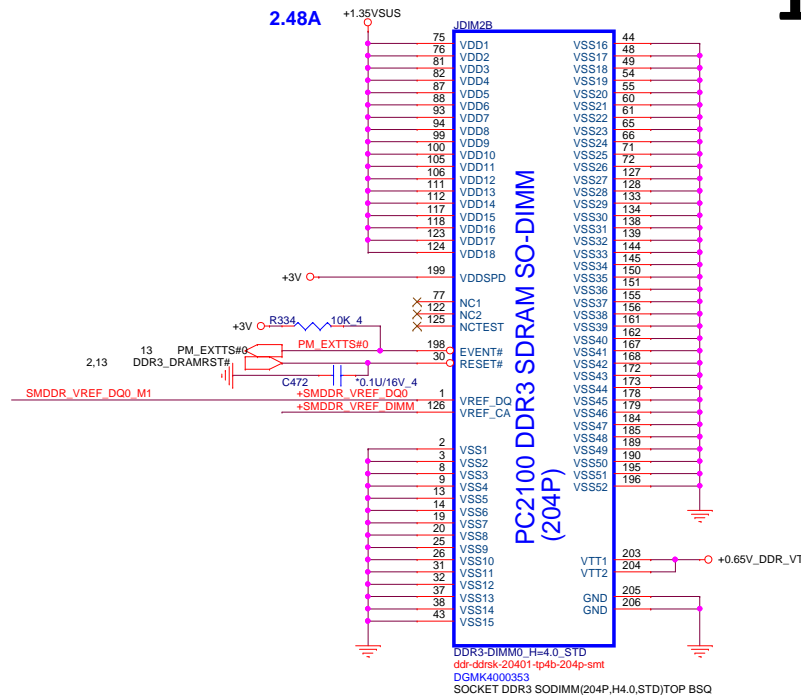 2.48A
+1.35VSUS
JDIM2B
75 VDD1 VSS16 44
76 VDD2 VSS17 48
81 VDD3 VSS18 49
82 VDD4 VSS19 54
87 VDD5 VSS20 55
88 VDD6 VSS21 60
93 VDD7 VSS22 61
94 VDD8 VSS23 65
99 VDD9 VSS24 66
100 VDD10 VSS25 71
105 VDD11 VSS26 72
106 VDD12 VSS27 127
111 VDD13 VSS28 128
112 VDD14 VSS29 133
117 VDD15 VSS30 134
118 VDD16 VSS31 138
123 VDD17 VSS32 139
124 VDD18 VSS33 144
VSS34 145
+3V 199 VDDSPD VSS35 150
VSS36 151
77 NC1 VSS37 155
122 NC2 VSS38 156
125 NCTEST VSS39 161
R334 10K_4
+3V
VSS40 162
13 PM_EXTTS#0 PM_EXTTS#0 198 EVENT# VSS41 167
2,13 DDR3_DRAMRST# 30 RESET# VSS42 168
VSS43 172
C472 *0.1U/16V_4
VSS44 173
SMDDR_VREF_DQ0_M1 +SMDDR_VREF_DQ0 1 VREF_DQ VSS45 178
+SMDDR_VREF_DIMM 126 VREF_CA VSS46 179
VSS47 184
VSS48 185
2 VSS1 VSS49 189
3 VSS2 VSS50 190
8 VSS3 VSS51 195
9 VSS4 VSS52 196
13 VSS5
14 VSS6
19 VSS7
20 VSS8
25 VSS9
26 VSS10 VTT1 203 +0.65V_DDR_VT
31 VSS11 VTT2 204
32 VSS12
37 VSS13 GND 205
38 VSS14 GND 206
43 VSS15
PC2100 DDR3 SDRAM SO-DIMM
(204P)
DDR3-DIMM0_H=4.0_STD
ddr-ddrsk-20401-tp4b-204p-smt
DGMK4000353
SOCKET DDR3 SODIMM(204P,H4.0,STD)TOP BSQ